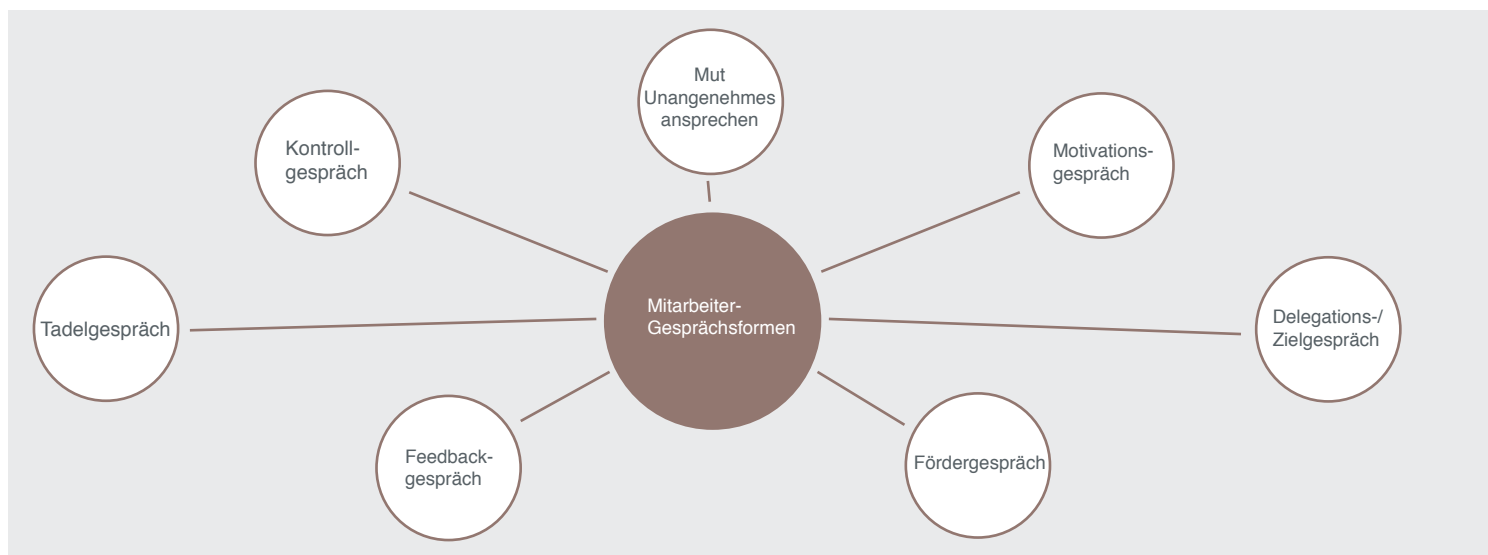 Mut
Unangenehmes
ansprechen
Kontroll-
gespräch
Motivations-
gespräch
Tadelgespräch
Mitarbeiter-
Gesprächsformen
Delegations-/
Zielgespräch
Feedback-
gespräch
Fördergespräch